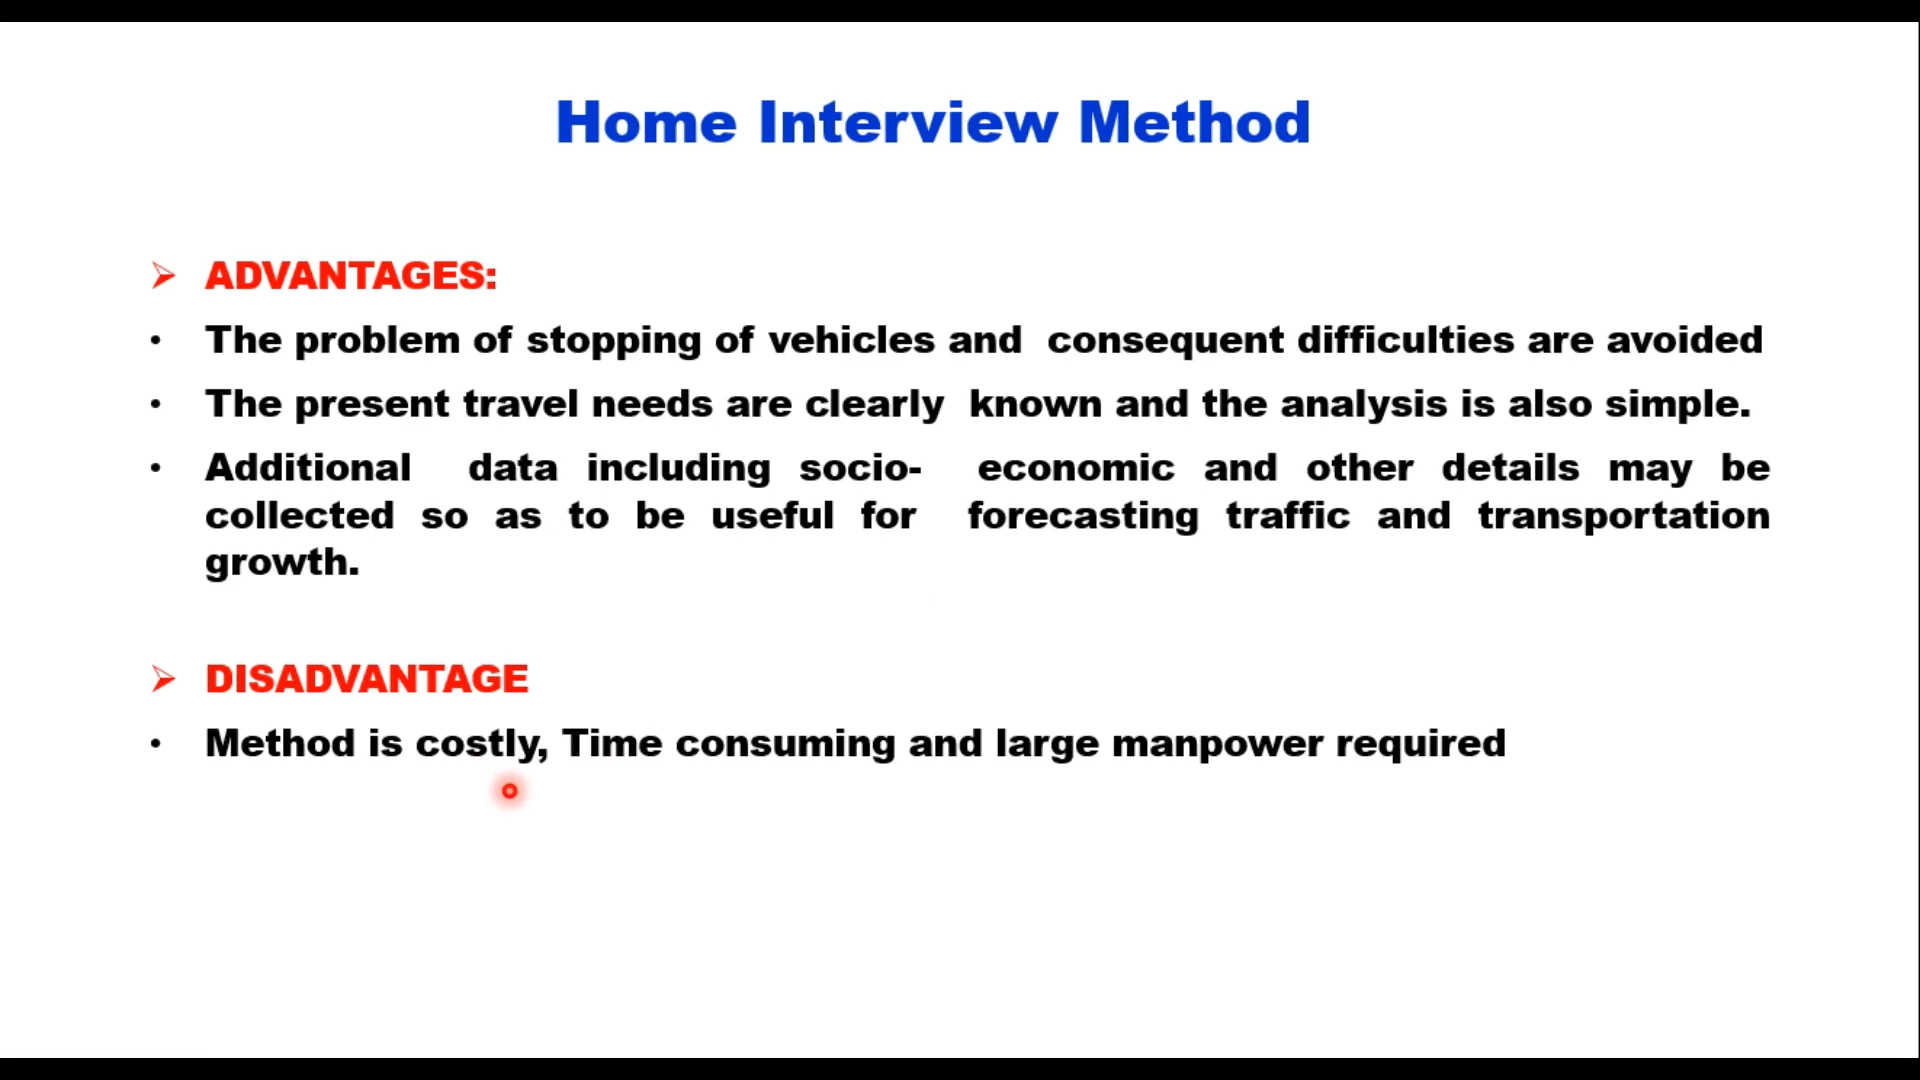 Home Interview Method
➢ ADVANTAGES:
• The problem of stopping of vehicles and consequent difficulties are avoided
• The present travel needs are clearly known and the analysis is also simple.
• Additional data including socio- economic and other details may be
collected so as to be useful for forecasting traffic and transportation
growth.
➢ DISADVANTAGE
• Method is costly, Time consuming and large manpower required